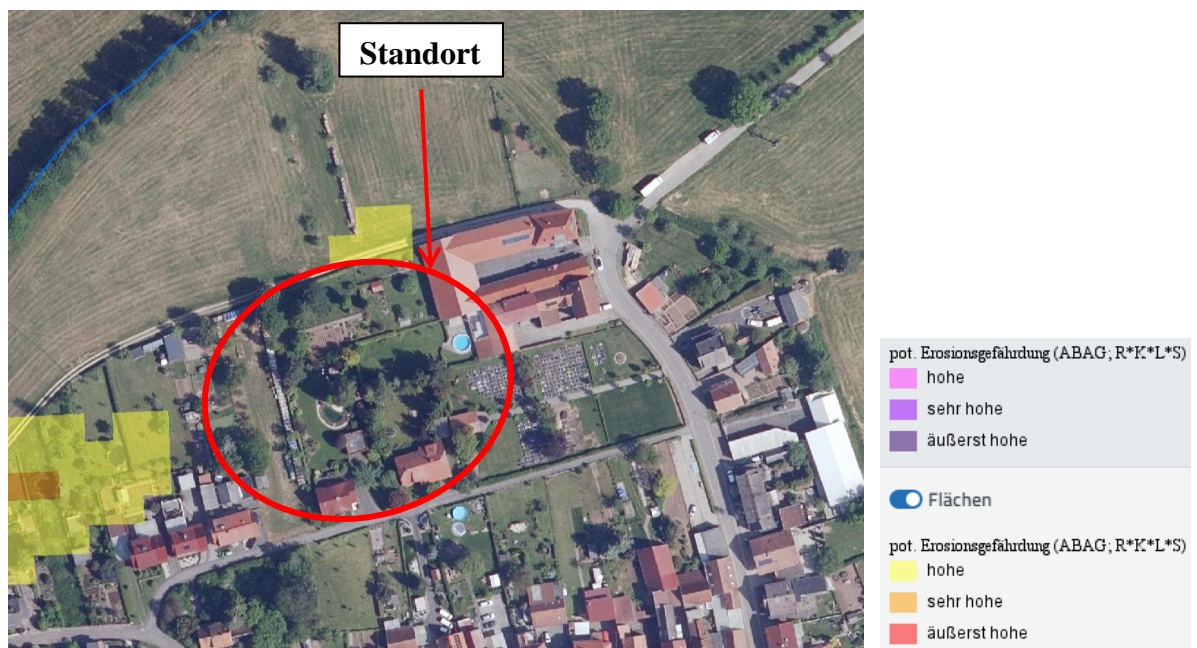 Standort
pot. Erosionsgefährdung (ABAG; R*K*L*S)
hohe
sehr hohe
äußerst hohe
Flächen
pot. Erosionsgefährdung (ABAG; R*K*L*S)
hohe
sehr hohe
äußerst hohe